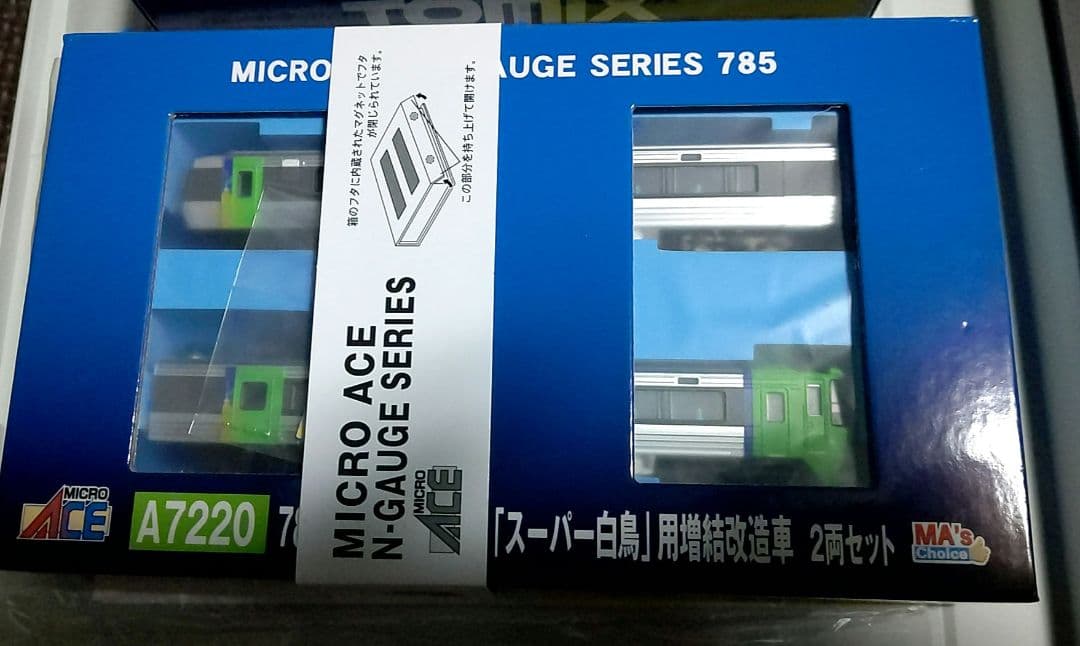 TOMIX
MICRO
AUGE SERIES 785
箱のフタに内蔵されたマグネットでフタ
が閉じられています。
この部分を持ち上げて開けます。
MICRO ACE
N-GAUGE SERIES
MICRO
ACE
MICRO
ACE
A7220 78
「スーパー白鳥」用増結改造車 2両セット
MA's
Choice